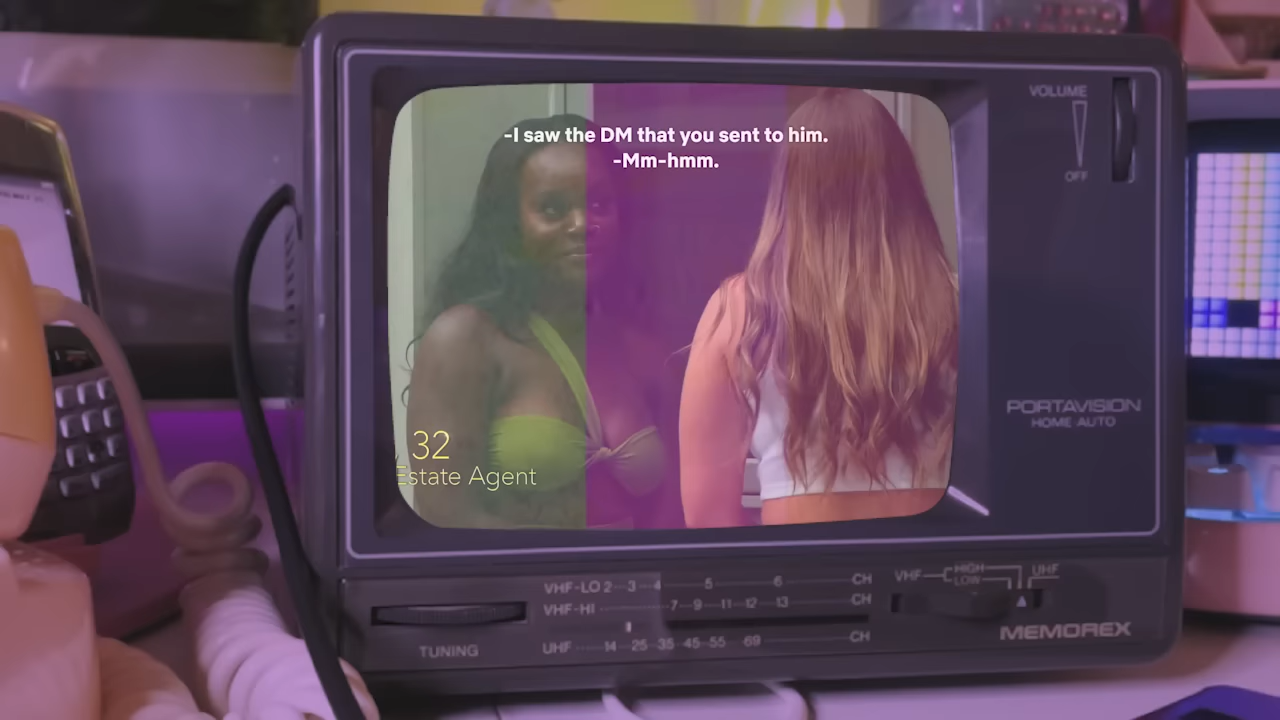 -I saw the DM that you sent to him.
-Mm-hmm.
32
Estate Agent
VOLUME
OFF
PORTAVISION
HOME AUTO
VHF-LO 2 3 4 5 6 CH
VHF-HI 7 9 11 12 13 CH
UHF 14 25 35 45 55 69 CH
VHF HIGH LOW UHF
TUNING
MEMOREX